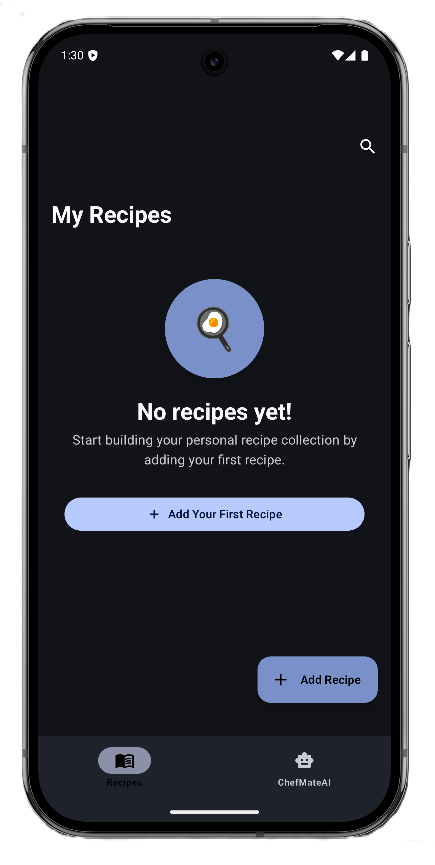 1:30
My Recipes
No recipes yet!
Start building your personal recipe collection by
adding your first recipe.
+ Add Your First Recipe
+ Add Recipe
Recipes
ChefMateAI